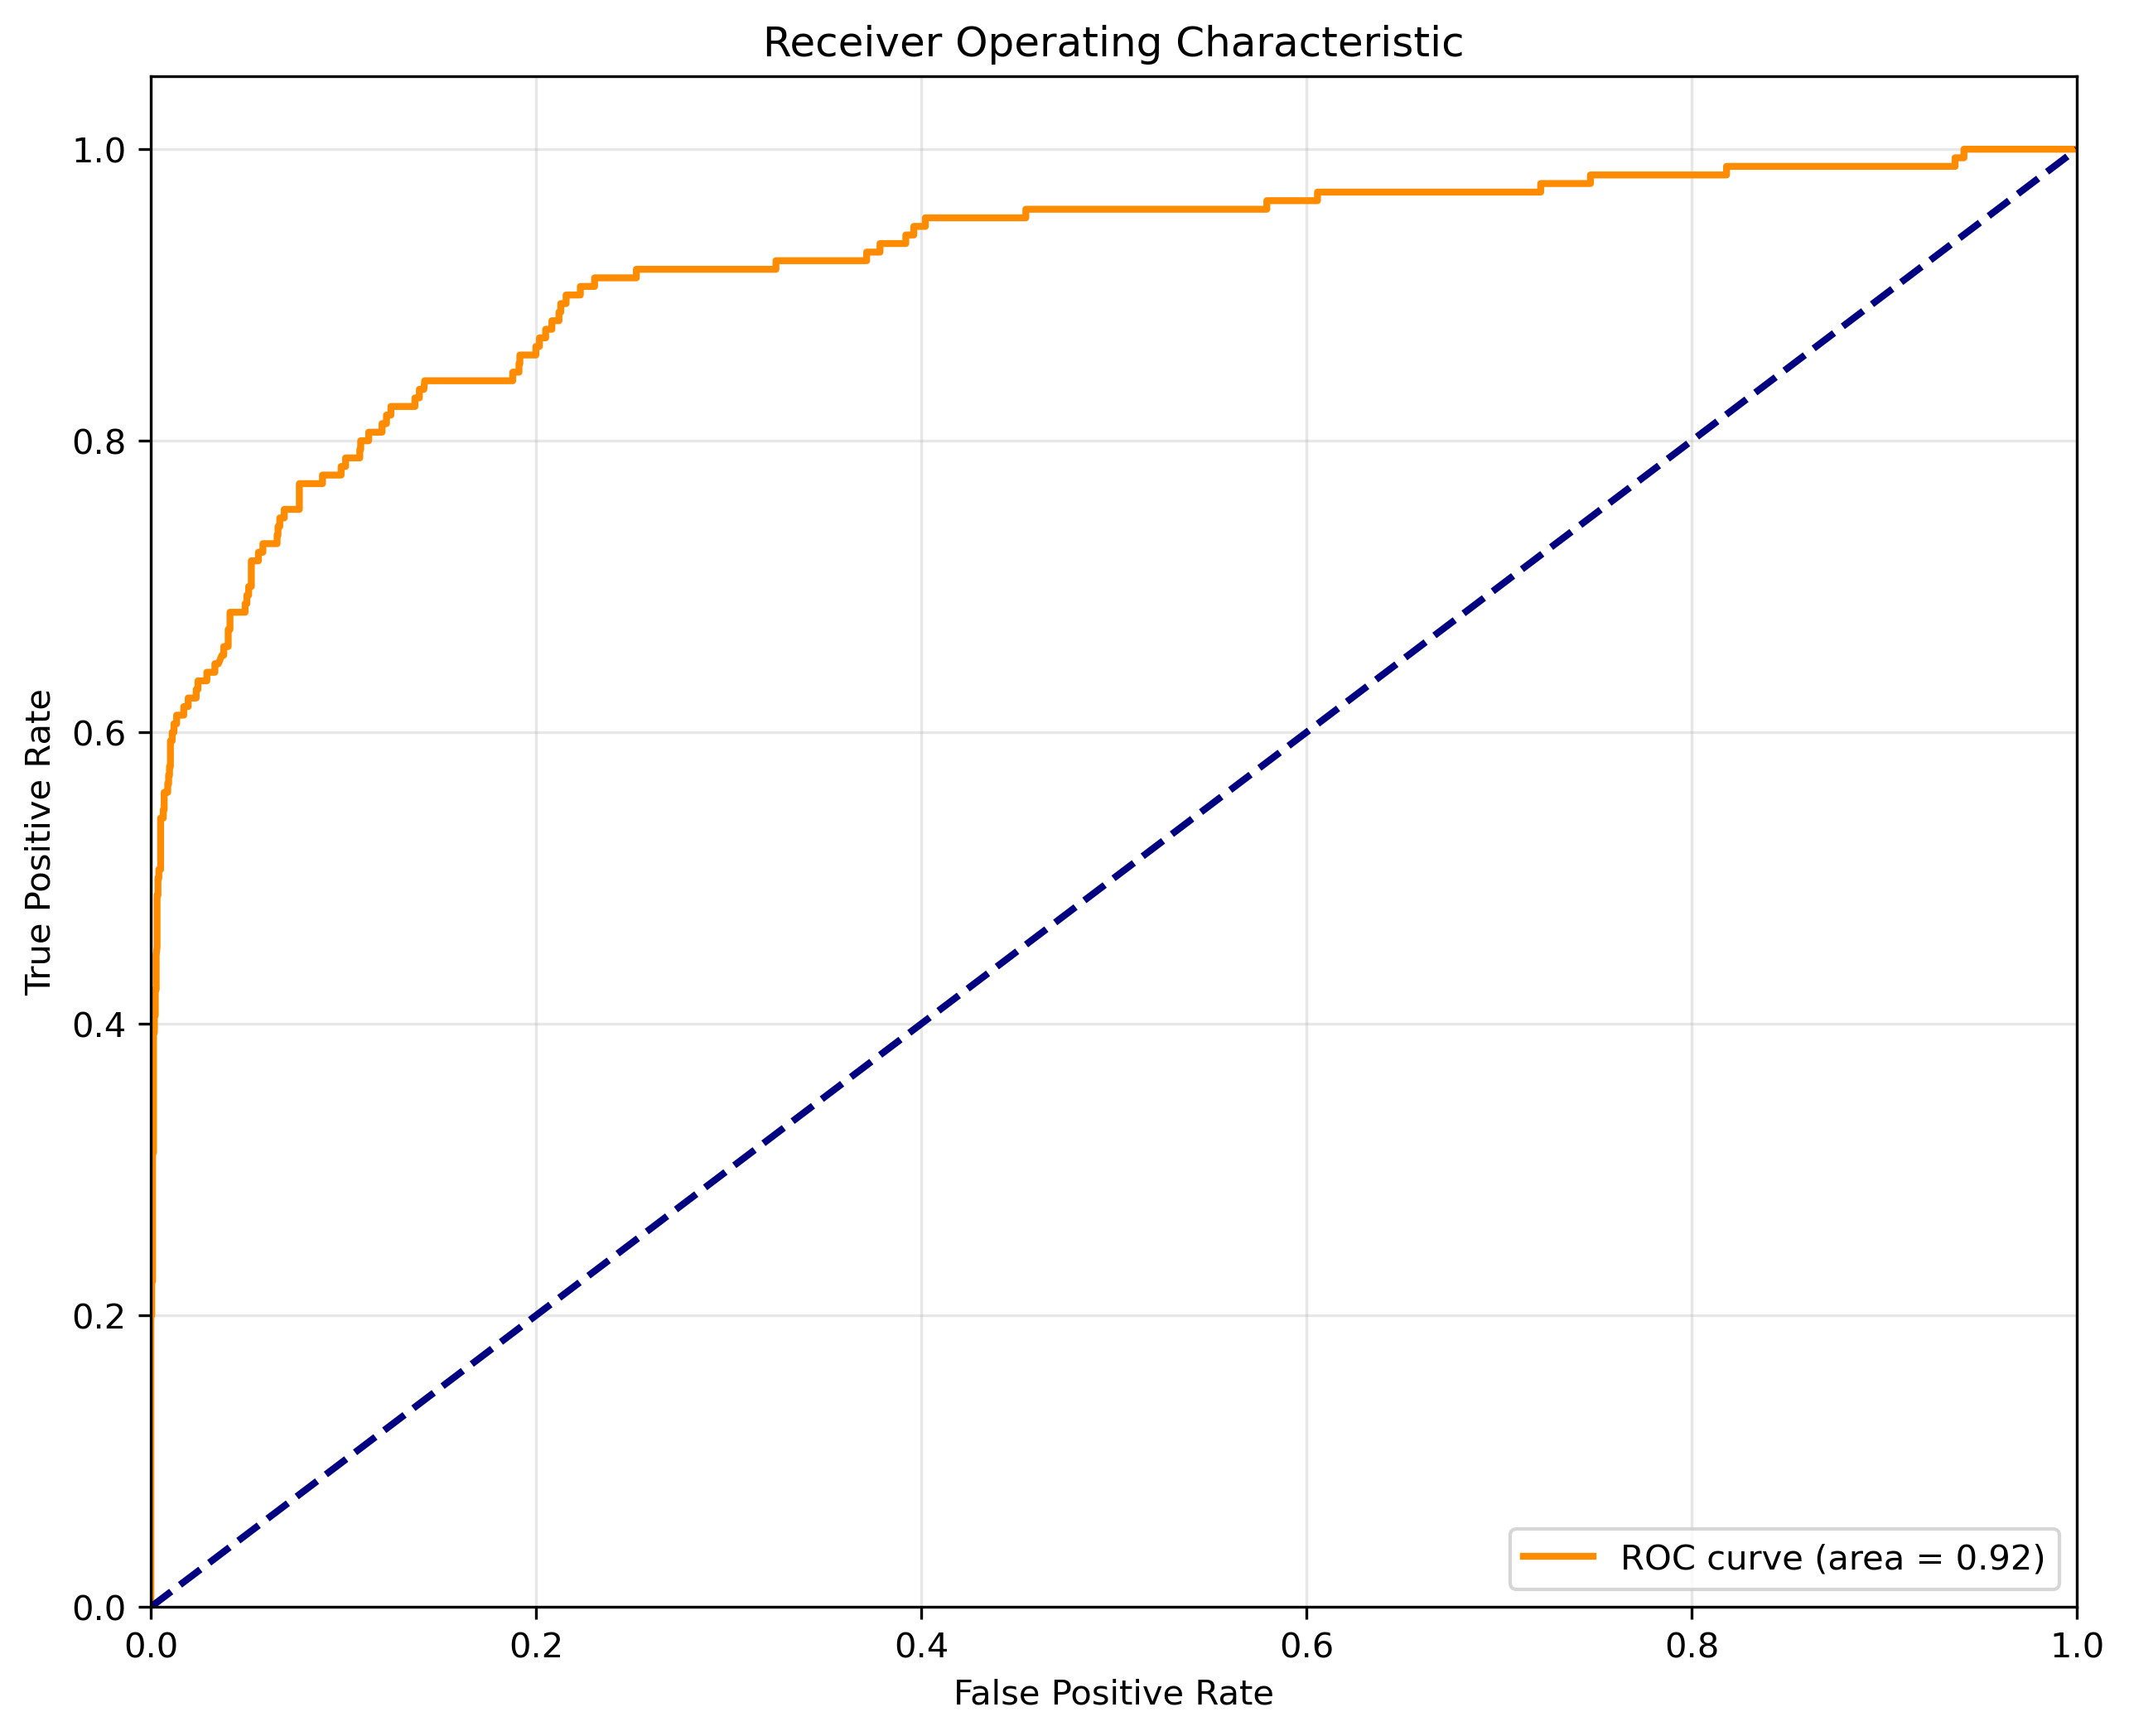 Receiver Operating Characteristic
True Positive Rate
1.0
0.8
0.6
0.4
0.2
0.0
0.0 0.2 0.4 0.6 0.8 1.0
False Positive Rate
ROC curve (area = 0.92)